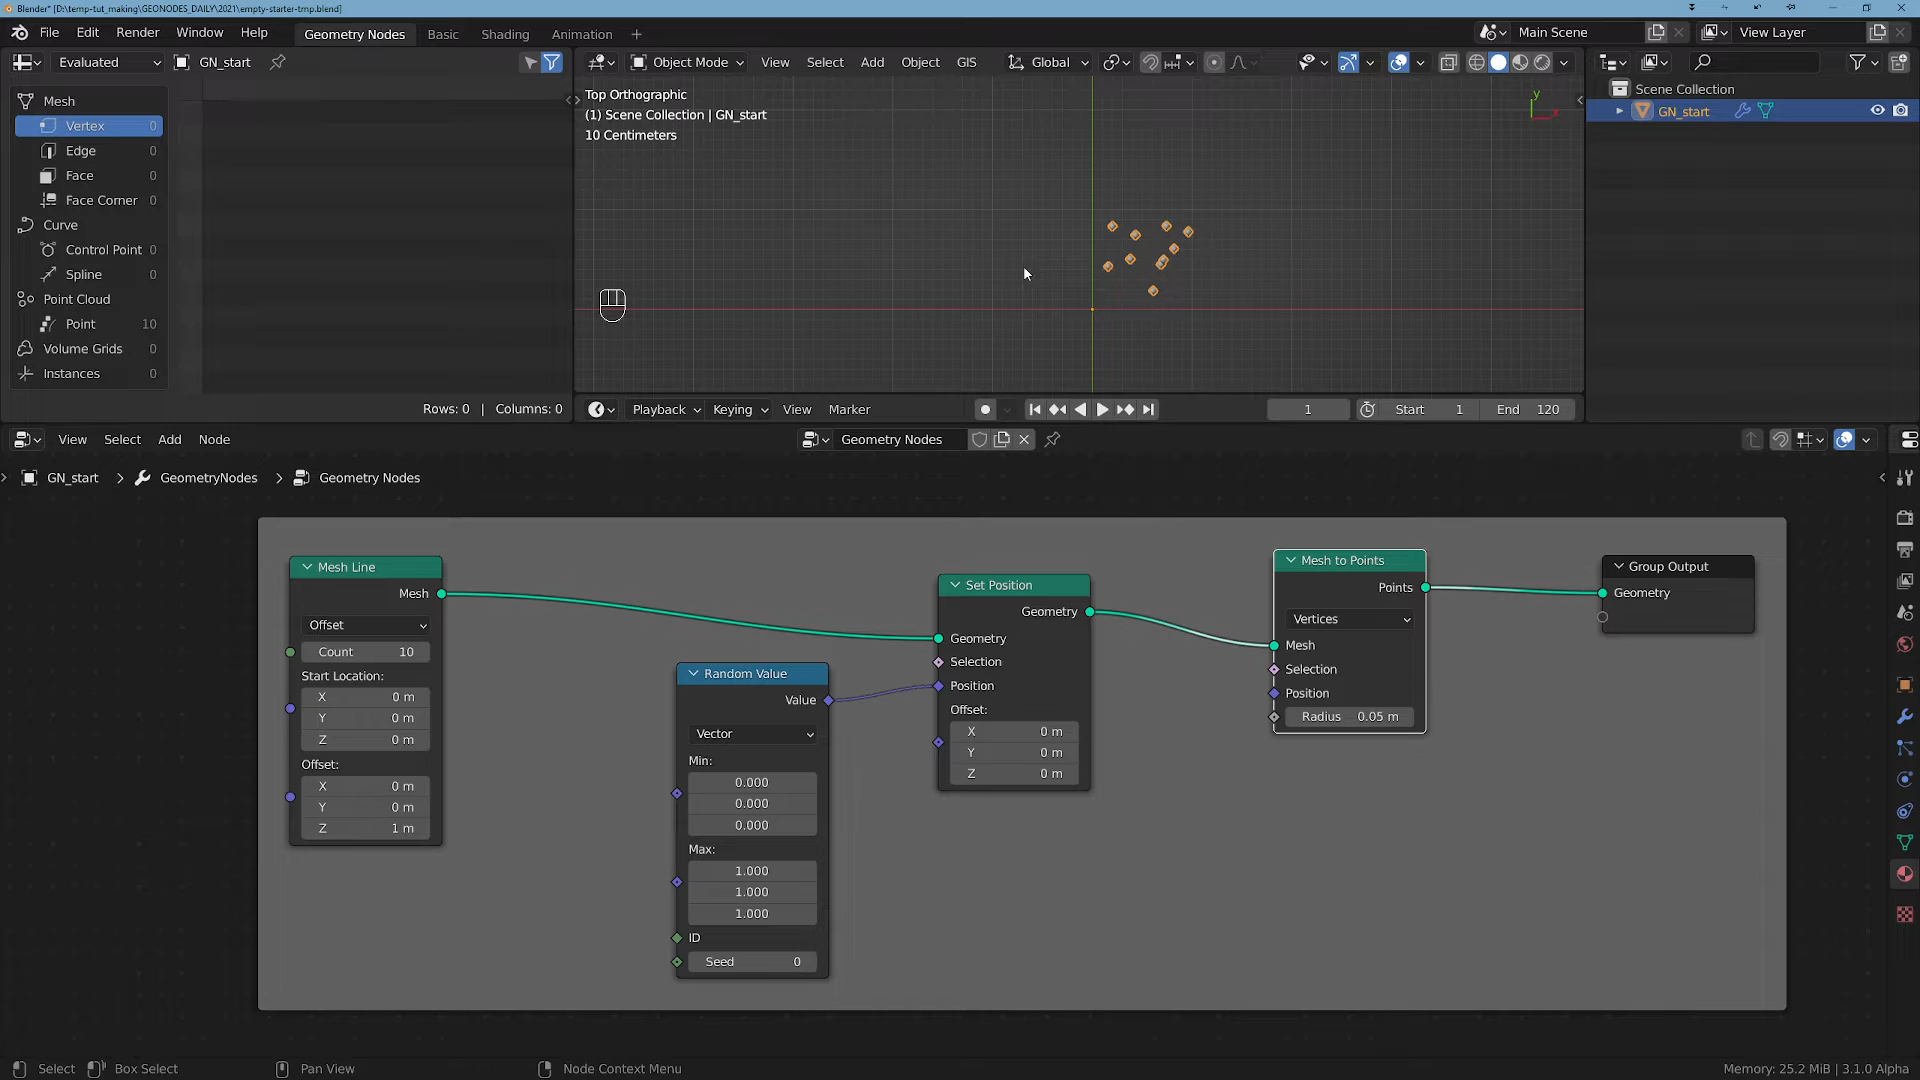 Blender* [D:\temp-tut_making\GEONODES_DAILY\2021\empty-starter-tmp.blend]
File Edit Render Window Help Geometry Nodes Basic Shading Animation + Main Scene View Layer
Evaluated GN_start Object Mode View Select Add Object GIS Global
Mesh
Vertex 0
Edge 0
Face 0
Face Corner 0
Curve
Control Point 0
Spline 0
Point Cloud
Point 10
Volume Grids 0
Instances 0
Rows: 0 | Columns: 0
Top Orthographic
(1) Scene Collection | GN_start
10 Centimeters
y
x
Scene Collection
GN_start
Playback Keying View Marker 1 Start 1 End 120
View Select Add Node Geometry Nodes
GN_start > GeometryNodes > Geometry Nodes
Mesh Line
Mesh
Offset
Count 10
Start Location:
X 0 m
Y 0 m
Z 0 m
Offset:
X 0 m
Y 0 m
Z 1 m
Random Value
Value
Vector
Min:
0.000
0.000
0.000
Max:
1.000
1.000
1.000
ID
Seed 0
Set Position
Geometry
Geometry
Selection
Position
Offset:
X 0 m
Y 0 m
Z 0 m
Mesh to Points
Points
Vertices
Mesh
Selection
Position
Radius 0.05 m
Group Output
Geometry
Select Box Select Pan View Node Context Menu Memory: 25.2 MiB | 3.1.0 Alpha